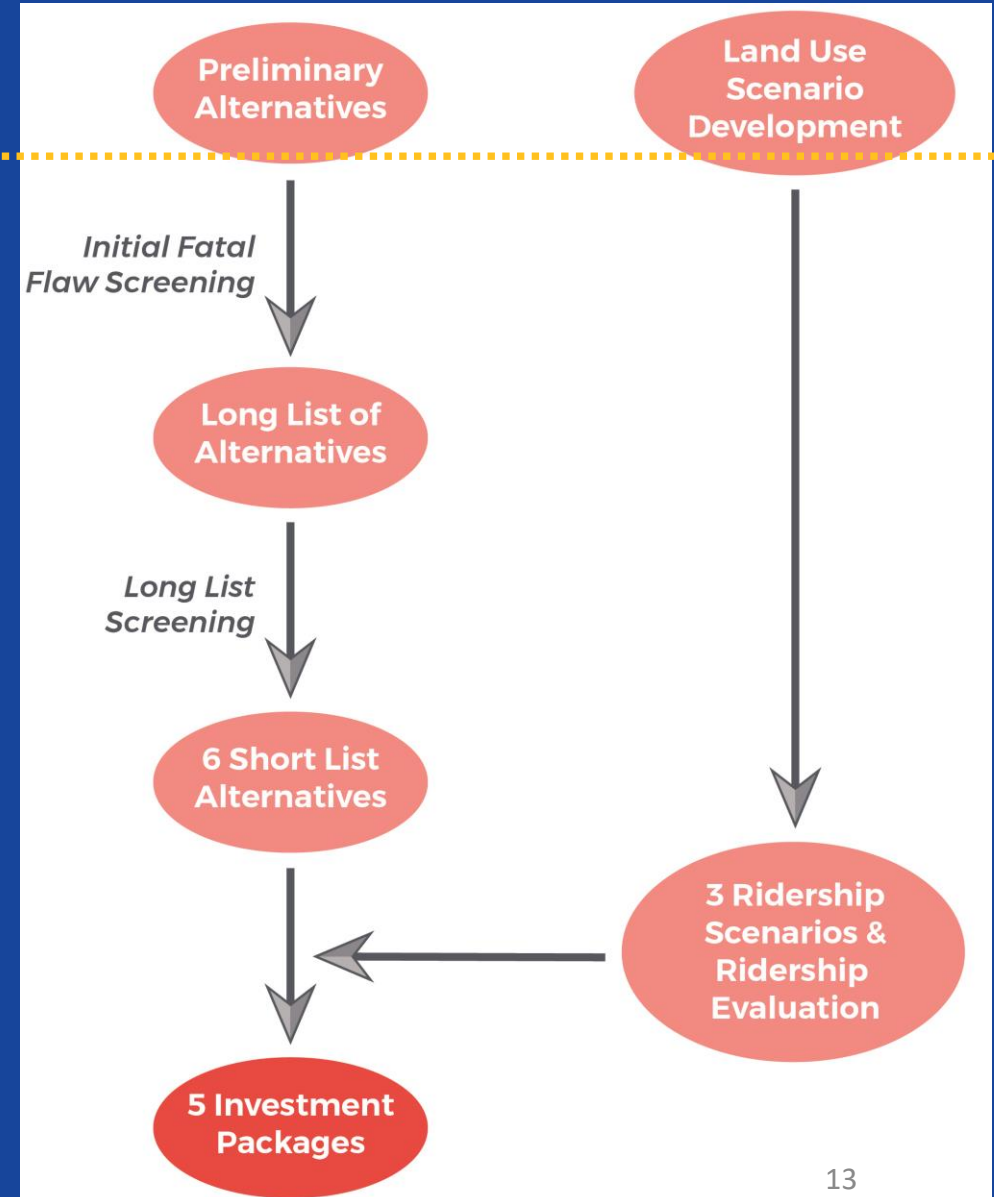 Preliminary
Alternatives
Land Use
Scenario
Development
Initial Fatal
Flaw Screening
Long List of
Alternatives
Long List
Screening
6 Short List
Alternatives
3 Ridership
Scenarios &
Ridership
Evaluation
5 Investment
Packages
13